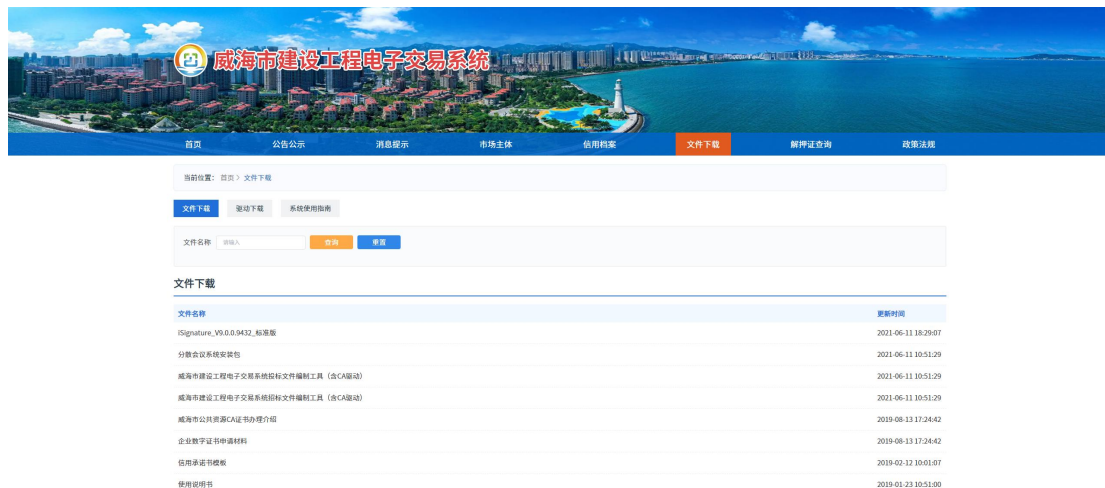 威海市建设工程电子交易系统
首页 公告公示 消息提示 市场主体 信用档案 文件下载 解押证查询 政策法规
当前位置： 首页 > 文件下载
文件下载 驱动下载 系统使用指南
文件名称 请输入 查询 重置
文件下载
文件名称 更新时间
iSignature_V9.0.0.9432_标准版 2021-06-11 18:29:07
分散会议系统安装包 2021-06-11 10:51:29
威海市建设工程电子交易系统投标文件编制工具（含CA驱动） 2021-06-11 10:51:29
威海市建设工程电子交易系统招标文件编制工具（含CA驱动） 2021-06-11 10:51:29
威海市公共资源CA证书办理介绍 2019-08-13 17:24:42
企业数字证书申请材料 2019-08-13 17:24:42
信用承诺书模板 2019-02-12 10:01:07
使用说明书 2019-01-23 10:51:00